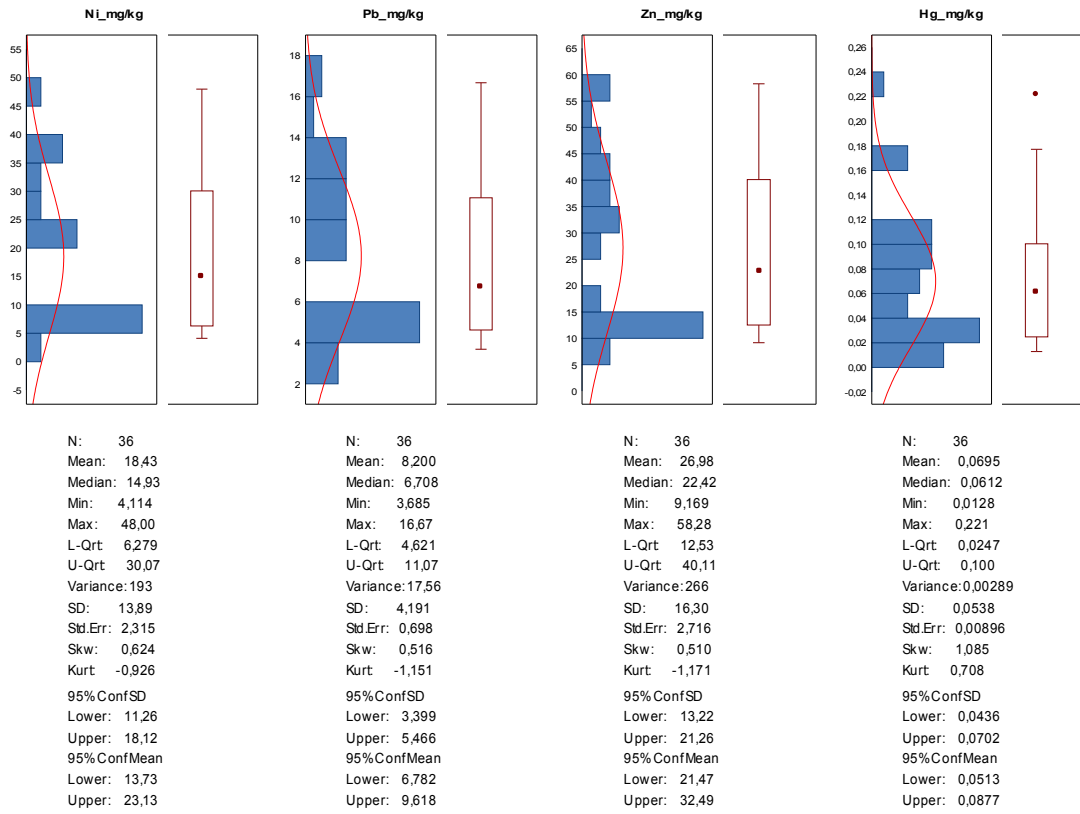 Ni_mg/kg
55
50
45
40
35
30
25
20
15
10
5
0
-5
N: 36
Mean: 18,43
Median: 14,93
Min: 4,114
Max: 48,00
L-Qrt: 6,279
U-Qrt: 30,07
Variance: 193
SD: 13,89
Std.Err: 2,315
Skw: 0,624
Kurt: -0,926
95%ConfSD
Lower: 11,26
Upper: 18,12
95%ConfMean
Lower: 13,73
Upper: 23,13
Pb_mg/kg
18
16
14
12
10
8
6
4
2
N: 36
Mean: 8,200
Median: 6,708
Min: 3,685
Max: 16,67
L-Qrt: 4,621
U-Qrt: 11,07
Variance: 17,56
SD: 4,191
Std.Err: 0,698
Skw: 0,516
Kurt: -1,151
95%ConfSD
Lower: 3,399
Upper: 5,466
95%ConfMean
Lower: 6,782
Upper: 9,618
Zn_mg/kg
65
60
55
50
45
40
35
30
25
20
15
10
5
0
N: 36
Mean: 26,98
Median: 22,42
Min: 9,169
Max: 58,28
L-Qrt: 12,53
U-Qrt: 40,11
Variance: 266
SD: 16,30
Std.Err: 2,716
Skw: 0,510
Kurt: -1,171
95%ConfSD
Lower: 13,22
Upper: 21,26
95%ConfMean
Lower: 21,47
Upper: 32,49
Hg_mg/kg
0,26
0,24
0,22
0,20
0,18
0,16
0,14
0,12
0,10
0,08
0,06
0,04
0,02
0,00
-0,02
N: 36
Mean: 0,0695
Median: 0,0612
Min: 0,0128
Max: 0,221
L-Qrt: 0,0247
U-Qrt: 0,100
Variance: 0,00289
SD: 0,0538
Std.Err: 0,00896
Skw: 1,085
Kurt: 0,708
95%ConfSD
Lower: 0,0436
Upper: 0,0702
95%ConfMean
Lower: 0,0513
Upper: 0,0877